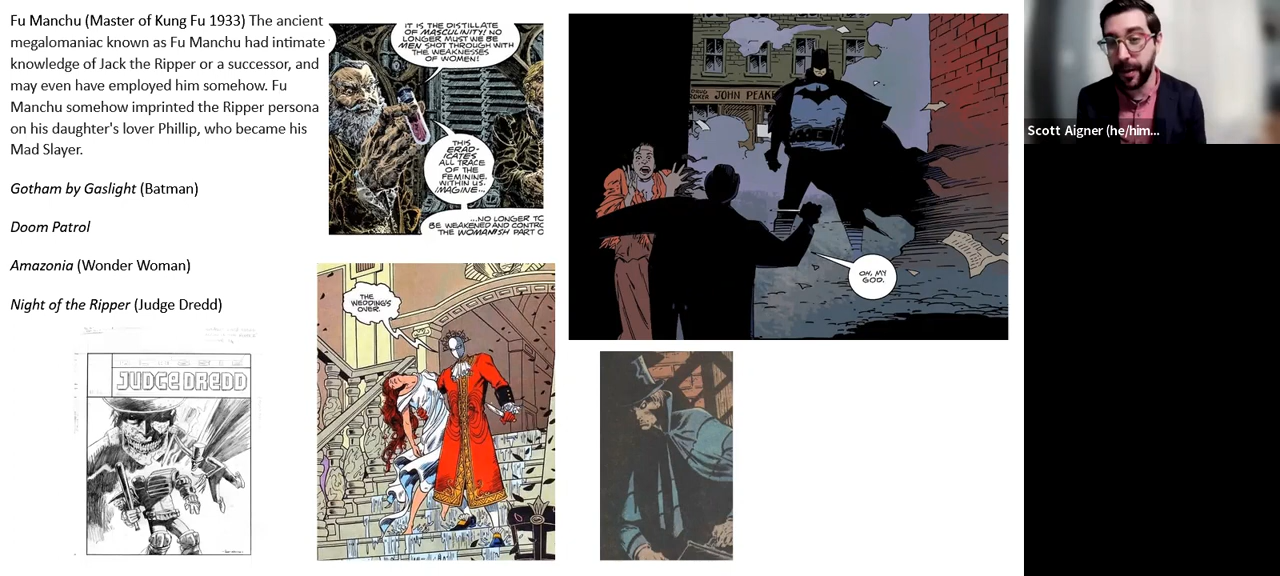 Fu Manchu (Master of Kung Fu 1933) The ancient
megalomaniac known as Fu Manchu had intimate
knowledge of Jack the Ripper or a successor, and
may even have employed him somehow. Fu
Manchu somehow imprinted the Ripper persona
on his daughter's lover Phillip, who became his
Mad Slayer.
Gotham by Gaslight (Batman)
Doom Patrol
Amazonia (Wonder Woman)
Night of the Ripper (Judge Dredd)
IT IS THE DISTILLATE
OF MASCULINITY! NO
LONGER MUST WE BE
MEN SHOT THROUGH WITH
THE WEAKNESSES
OF WOMEN!
THIS
ERAD-
ICATES
ALL TRACE
OF THE
FEMININE
WITHIN US.
IMAGINE...
...NO LONGER TO
BE WEAKENED AND CONTRO
THE WOMANISH PART O
JOHN PEAKE
OH, MY
GOD.
THE
WEDDING'S
OVER.
JUDGE DREDD
Scott Aigner (he/him...